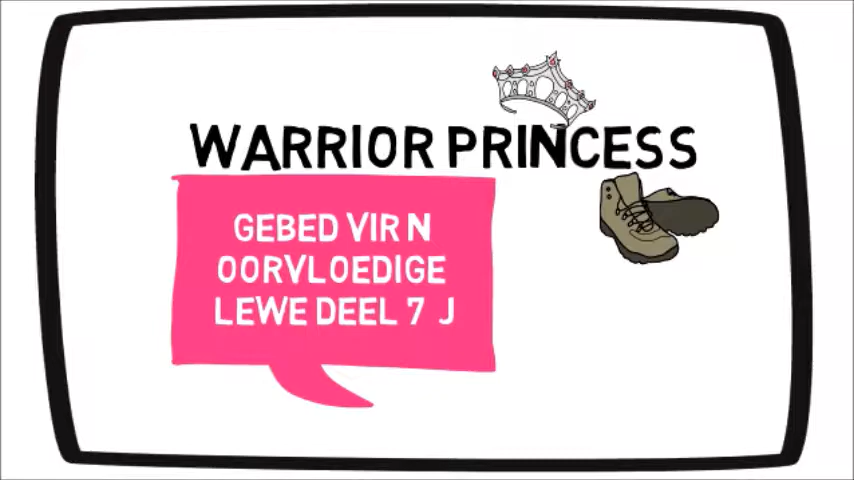 WARRIOR PRINCESS
GEBED VIR N
OORVLOEDIGE
LEWE DEEL 7 J